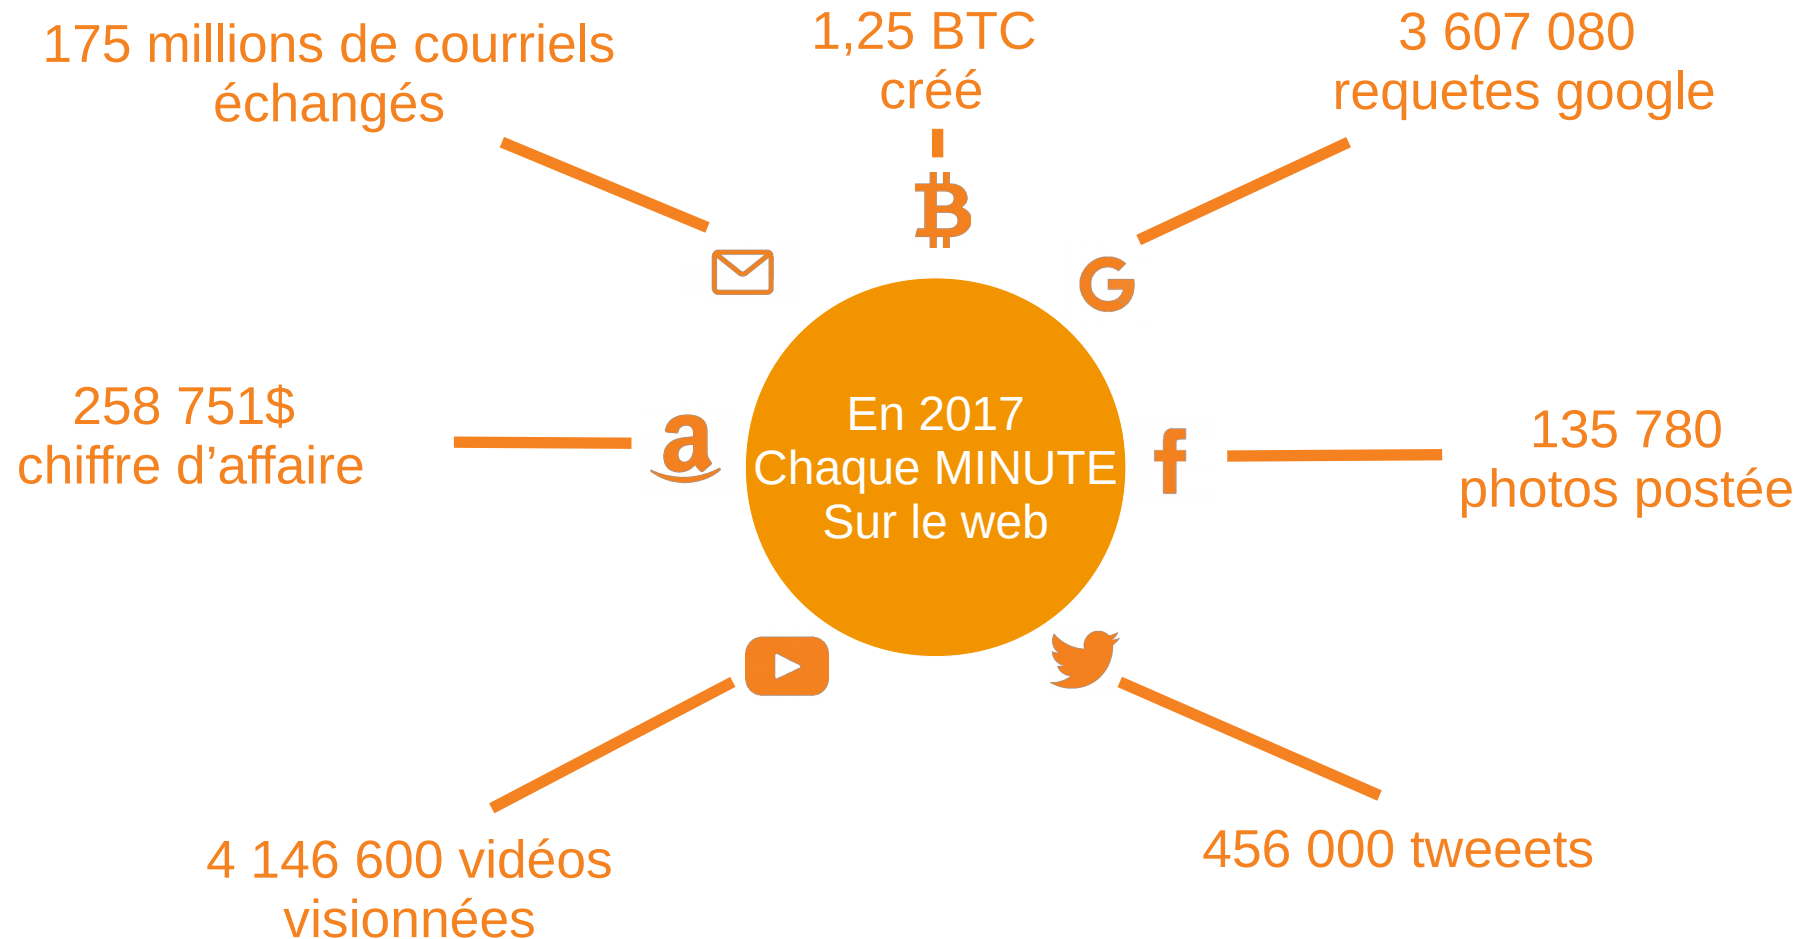 175 millions de courriels
échangés
1,25 BTC
créé
3 607 080
requetes google
258 751$
chiffre d’affaire
En 2017
Chaque MINUTE
Sur le web
135 780
photos postée
4 146 600 vidéos
visionnées
456 000 tweeets